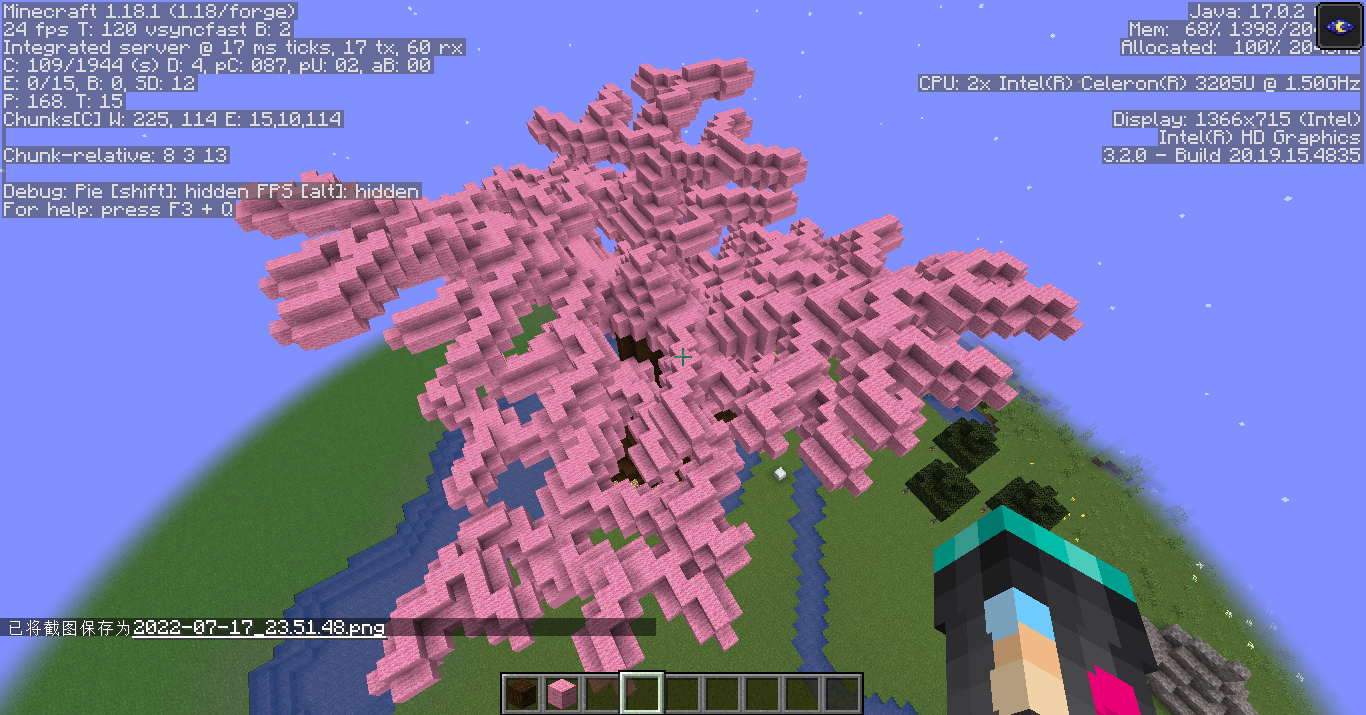 Minecraft 1.18.1 (1.18/forge)
24 fps T: 120 vsyncfast B: 2
Integrated server @ 17 ms ticks, 17 tx, 60 rx
C: 109/1944 (s) D: 4, pC: 087, pU: 02, aB: 00
E: 0/15, B: 0, SD: 12
P: 168. T: 15
Chunks[C] W: 225, 114 E: 15,10,114
Chunk-relative: 8 3 13
Debug: Pie [shift]: hidden FPS [alt]: hidden
For help: press F3 + Q
Java: 17.0.2
Mem: 68% 1398/20
Allocated: 100% 20
CPU: 2x Intel(R) Celeron(R) 3205U @ 1.50GHz
Display: 1366x715 (Intel)
Intel(R) HD Graphics
3.2.0 - Build 20.19.15.4835
已将截图保存为2022-07-17_23.51.48.png